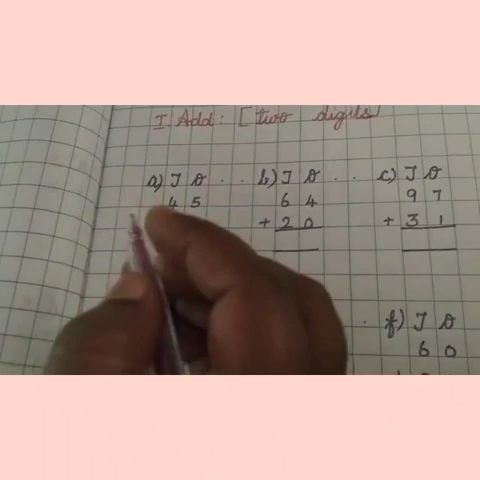 I. Add: [two digits]
a) T O b) T O c) T O
4 5 6 4 9 7
+ 2 0 + 3 1
f) T O
6 0